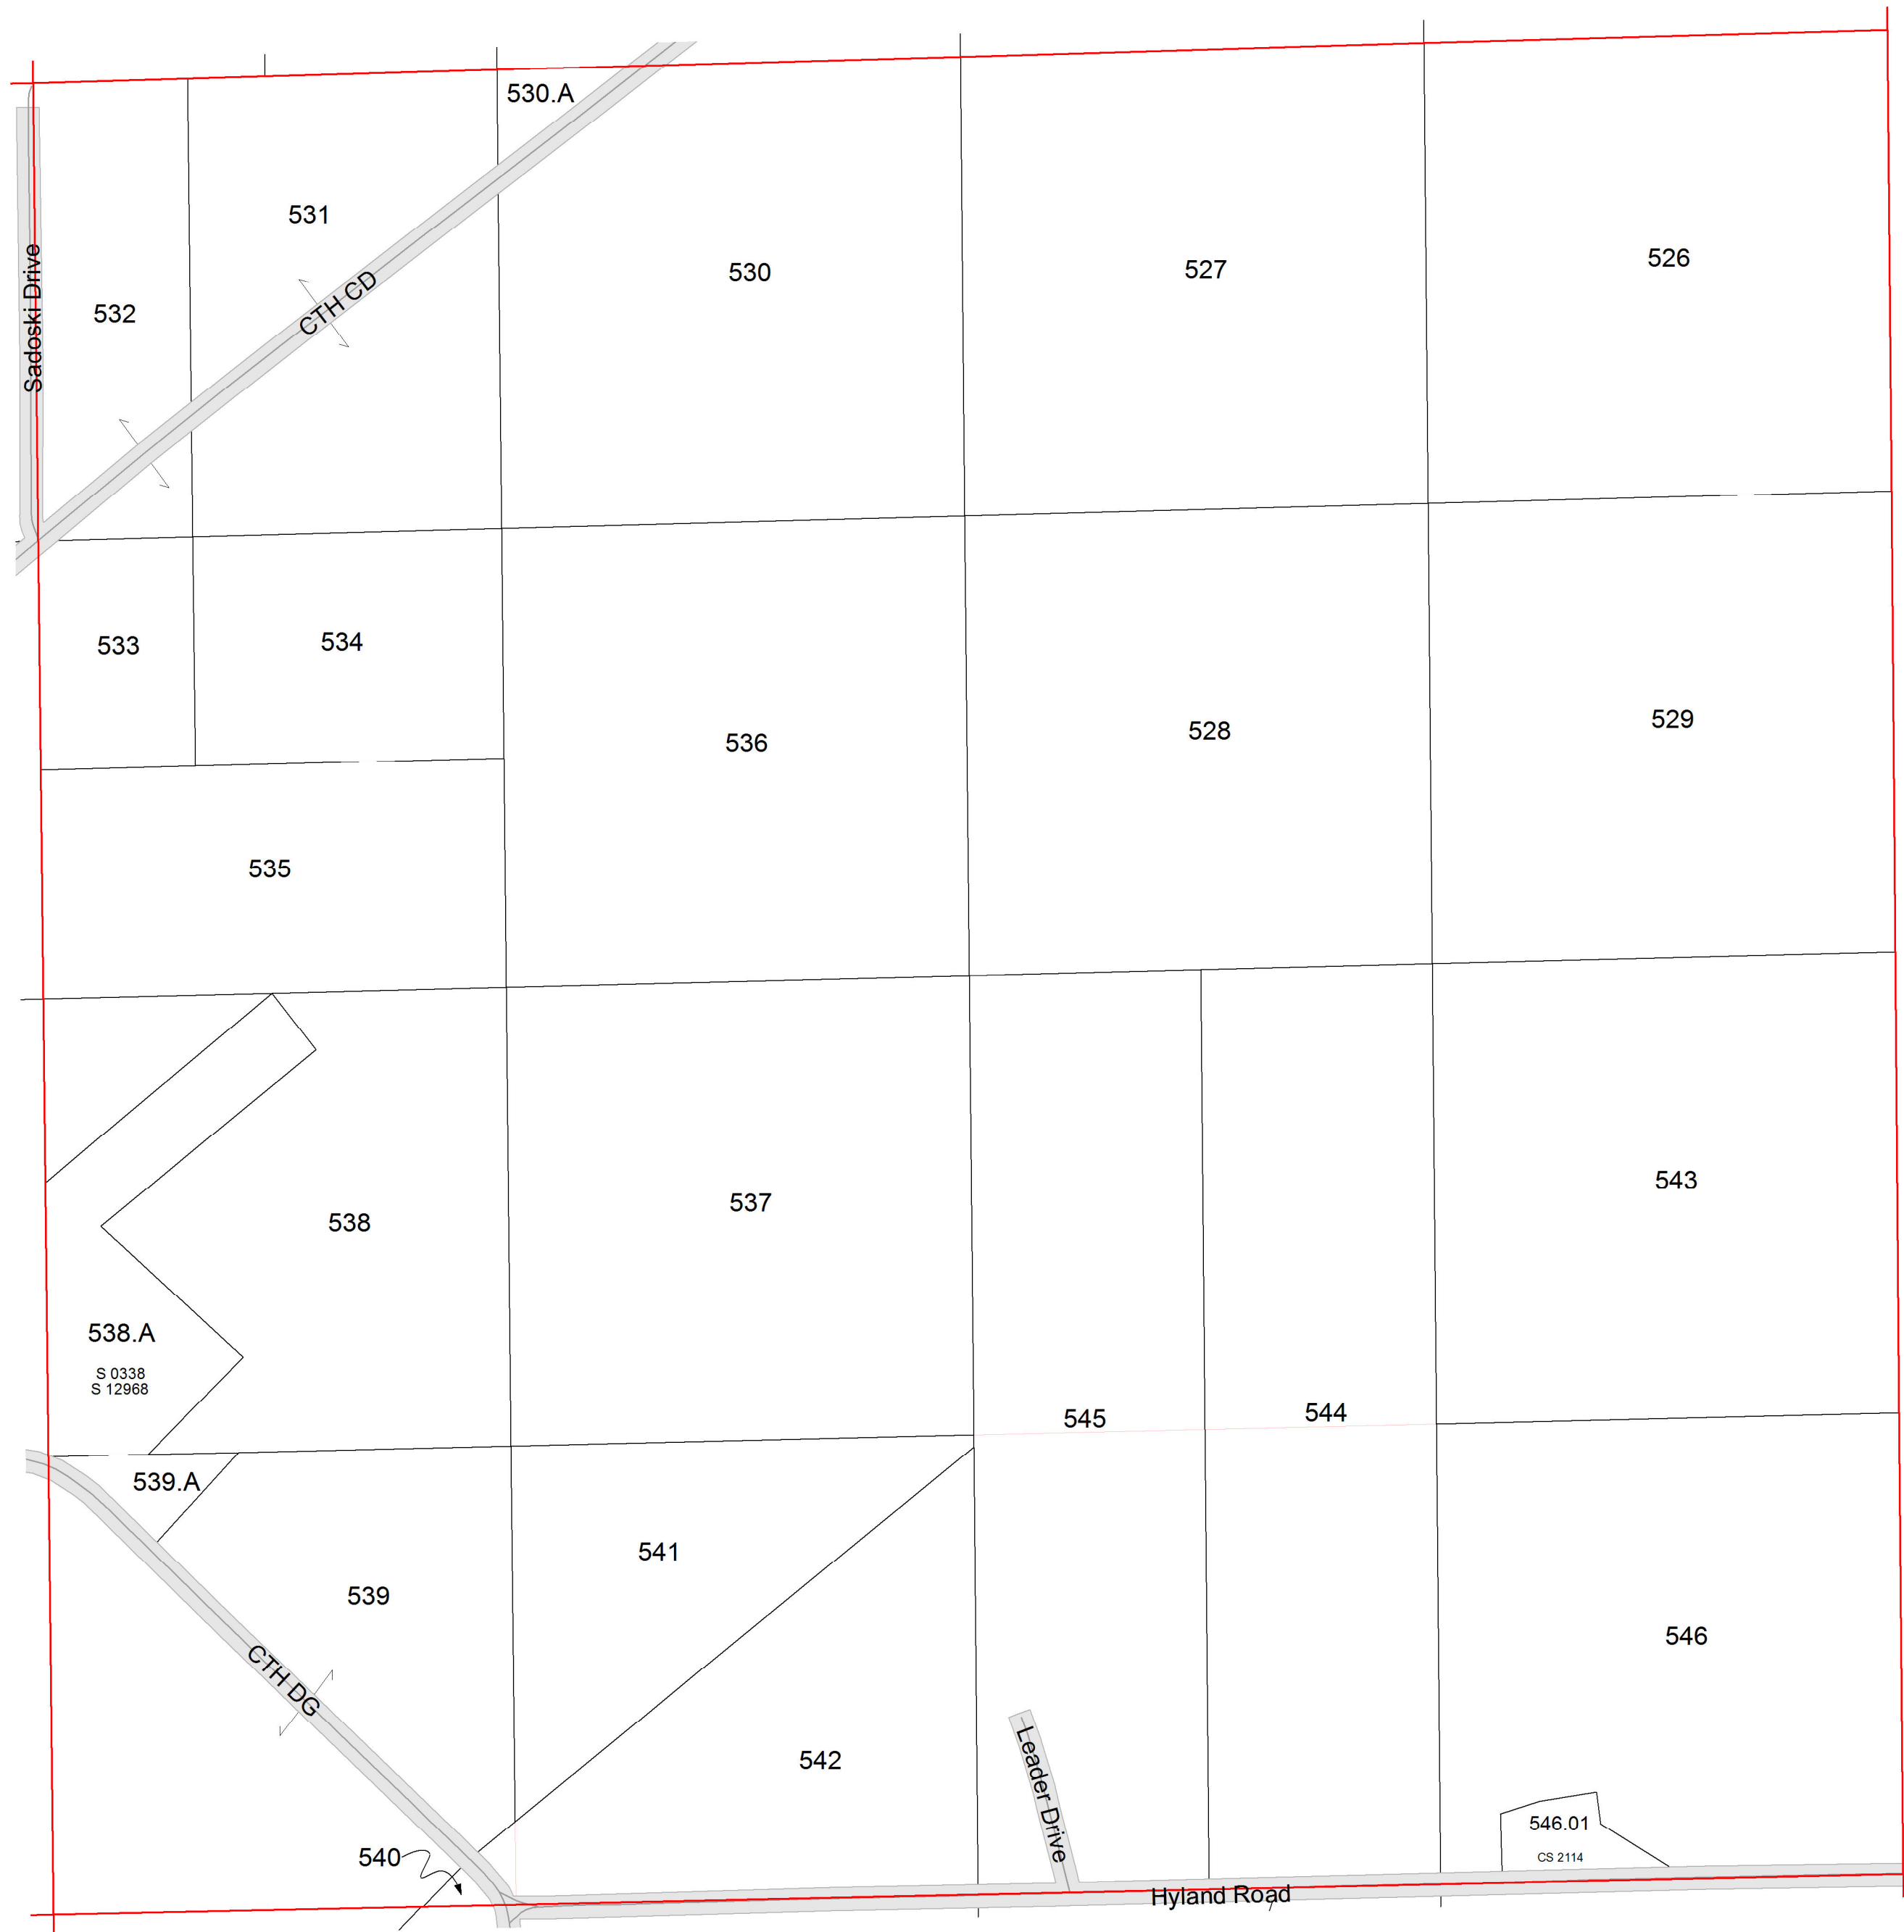 530.A
531
Sadoski Drive
532
CTH CD
530
527
526
533
534
536
528
529
535
537
543
538
538.A
S 0338
S 12968
545
544
539.A
541
539
546
CTH DG
542
Leader Drive
546.01
CS 2114
540
Hyland Road